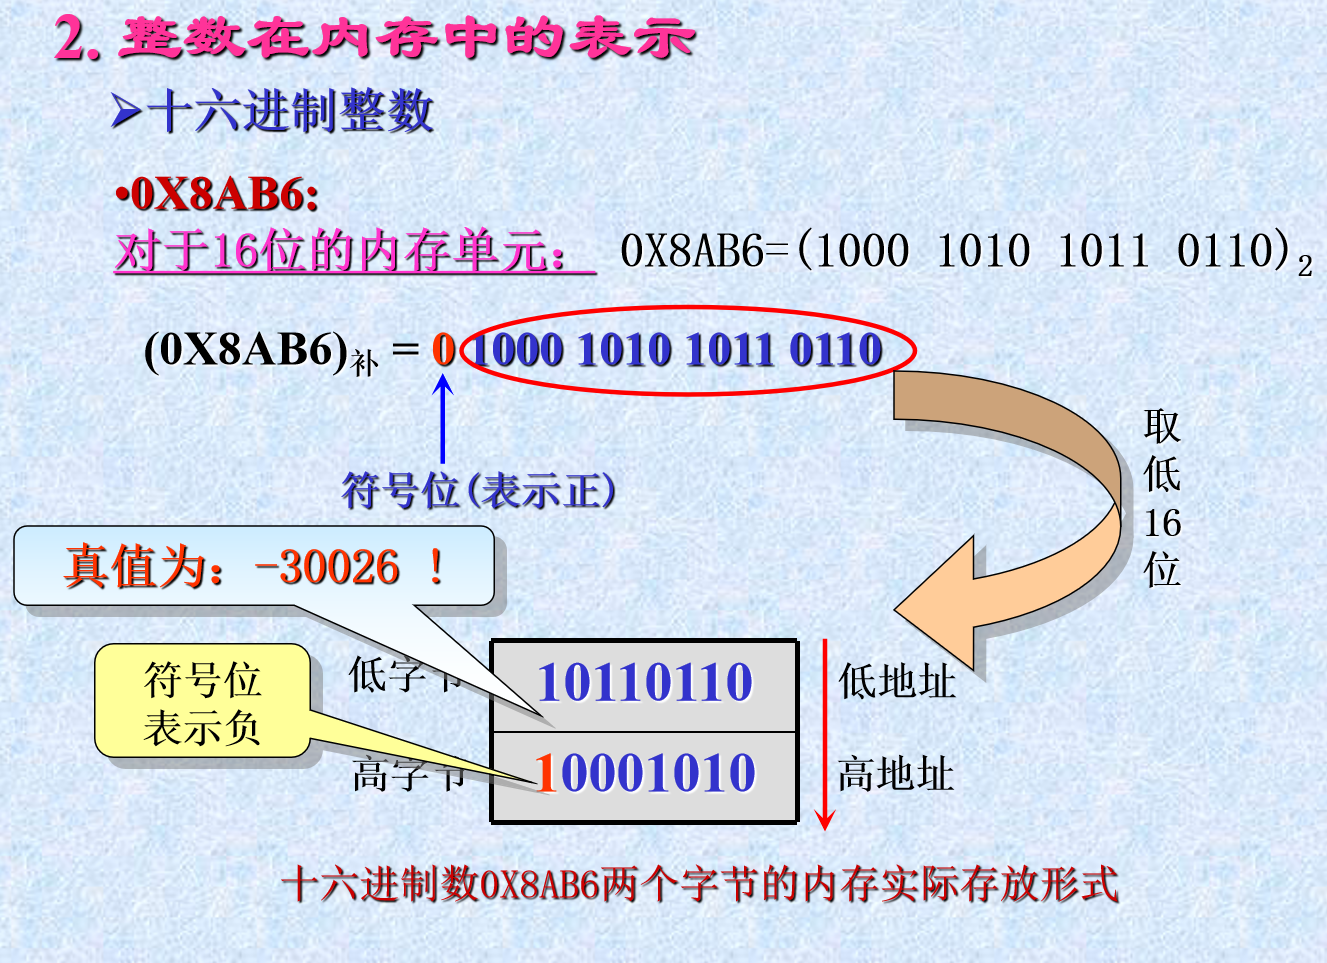 2. 整数在内存中的表示
➢十六进制整数
•0X8AB6:
对于16位的内存单元： 0X8AB6=(1000 1010 1011 0110)2
(0X8AB6)补 = 0 1000 1010 1011 0110
符号位(表示正)
取
低
16
位
真值为：-30026 ！
符号位
表示负
低字节 10110110 低地址
高字节 10001010 高地址
十六进制数0X8AB6两个字节的内存实际存放形式